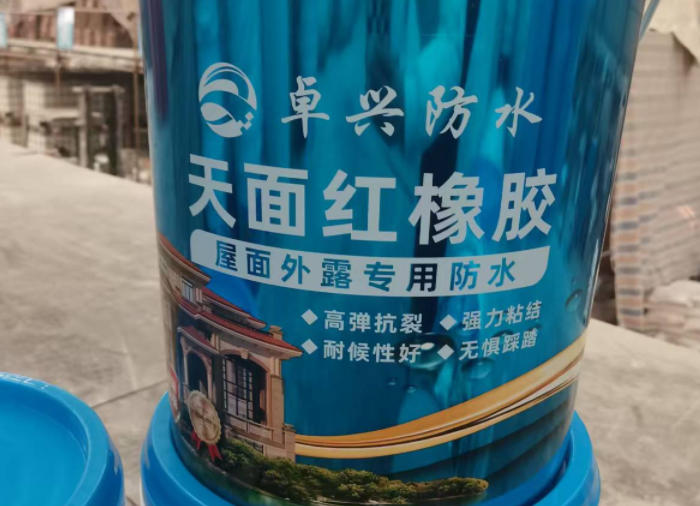 卓兴防水
天面红橡胶
屋面外露专用防水
◆高弹抗裂 ◆强力粘结
◆耐候性好 ◆无惧踩踏